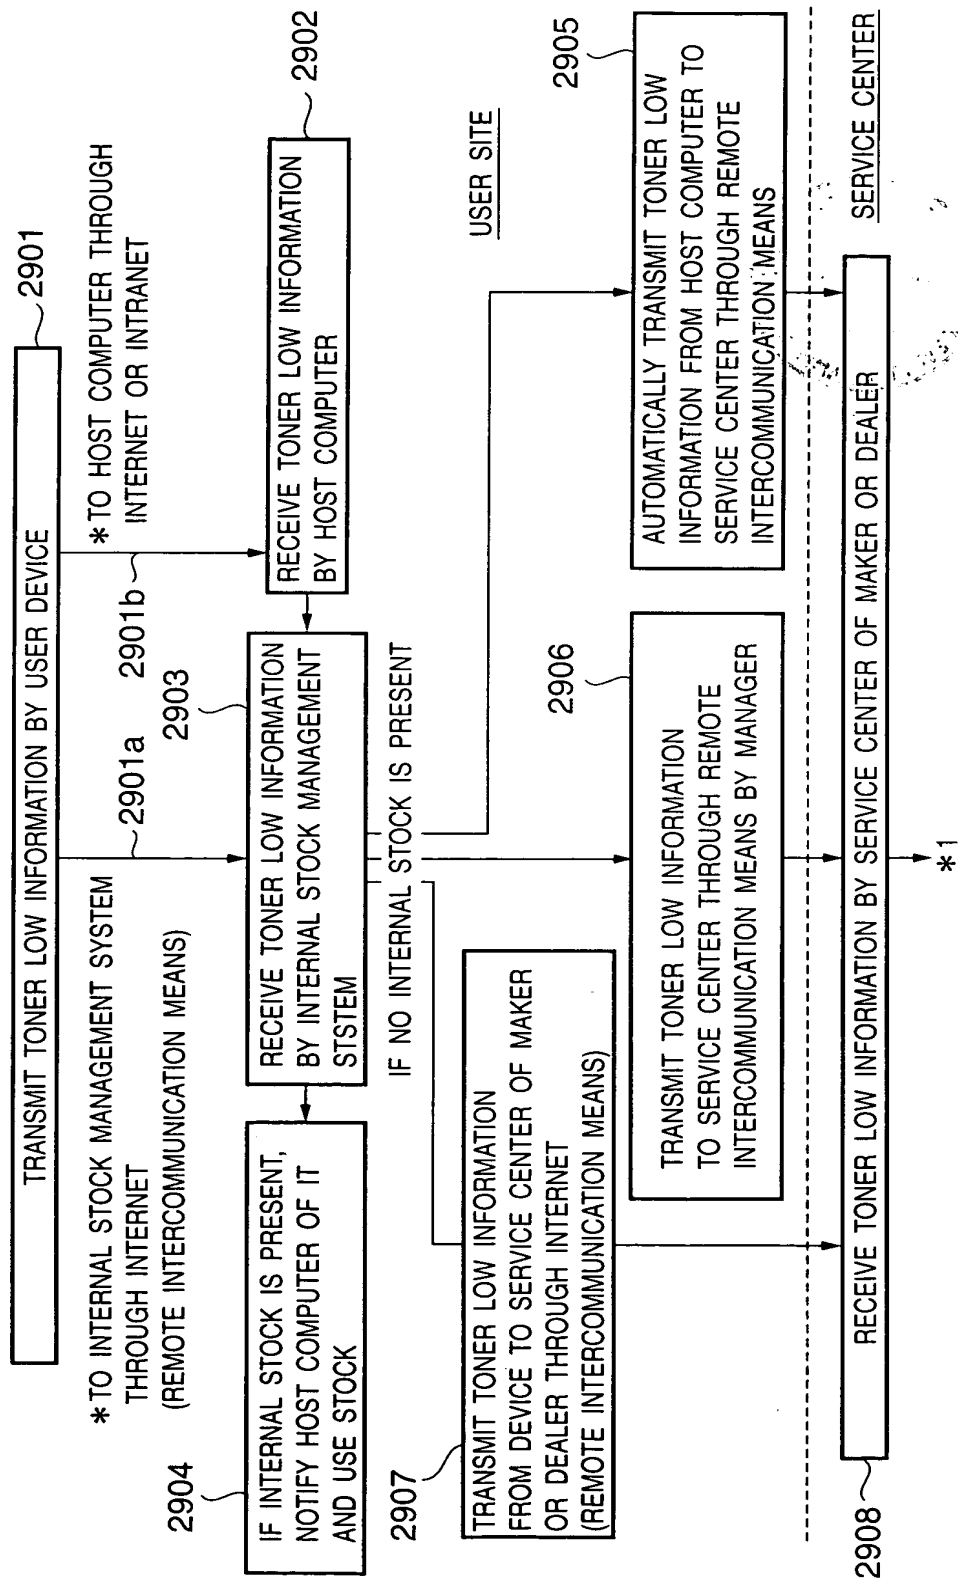 2901
TRANSMIT TONER LOW INFORMATION BY USER DEVICE
*TO INTERNAL STOCK MANAGEMENT SYSTEM
THROUGH INTERNET
(REMOTE INTERCOMMUNICATION MEANS)
2901a
2901b
*TO HOST COMPUTER THROUGH
INTERNET OR INTRANET
2904
IF INTERNAL STOCK IS PRESENT,
NOTIFY HOST COMPUTER OF IT
AND USE STOCK
2903
RECEIVE TONER LOW INFORMATION
BY INTERNAL STOCK MANAGEMENT
STSTEM
2902
RECEIVE TONER LOW INFORMATION
BY HOST COMPUTER
IF NO INTERNAL STOCK IS PRESENT
USER SITE
2907
TRANSMIT TONER LOW INFORMATION
FROM DEVICE TO SERVICE CENTER OF MAKER
OR DEALER THROUGH INTERNET
(REMOTE INTERCOMMUNICATION MEANS)
2906
TRANSMIT TONER LOW INFORMATION
TO SERVICE CENTER THROUGH REMOTE
INTERCOMMUNICATION MEANS BY MANAGER
2905
AUTOMATICALLY TRANSMIT TONER LOW
INFORMATION FROM HOST COMPUTER TO
SERVICE CENTER THROUGH REMOTE
INTERCOMMUNICATION MEANS
SERVICE CENTER
2908
RECEIVE TONER LOW INFORMATION BY SERVICE CENTER OF MAKER OR DEALER
*1